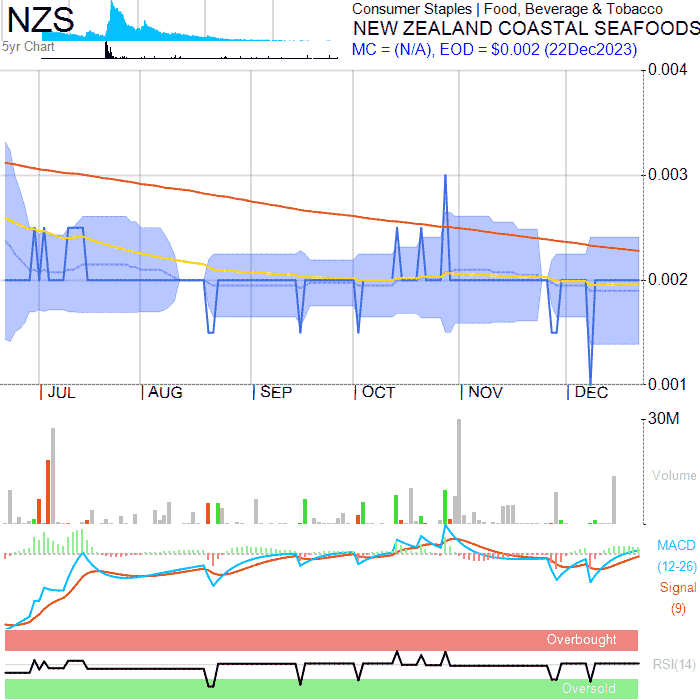 NZS
5yr Chart
Consumer Staples | Food, Beverage & Tobacco
NEW ZEALAND COASTAL SEAFOODS
MC = (N/A), EOD = $0.002 (22Dec2023)
0.004
0.003
0.002
0.001
JUL AUG SEP OCT NOV DEC
30M
Volume
MACD
(12-26)
Signal
(9)
Overbought
RSI(14)
Oversold